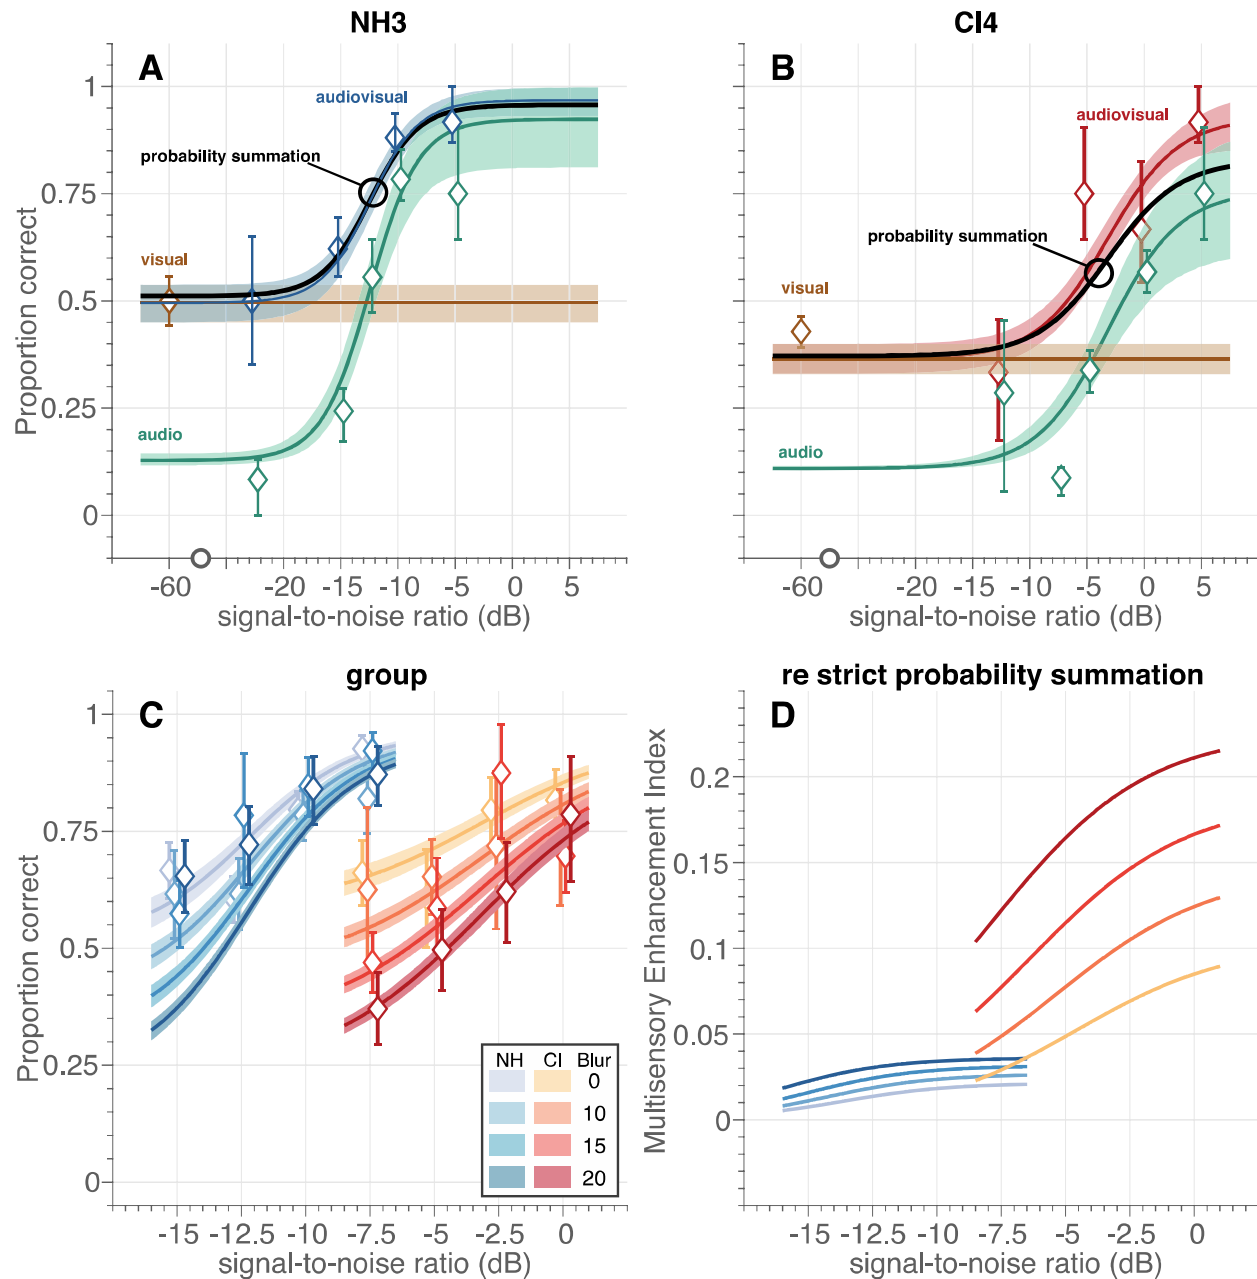 NH3
A
1
0.75
0.5
0.25
0
Proportion correct
audiovisual
probability summation
visual
audio
-60 -20 -15 -10 -5 0 5
signal-to-noise ratio (dB)
CI4
B
audiovisual
probability summation
visual
audio
-60 -20 -15 -10 -5 0 5
signal-to-noise ratio (dB)
group
C
1
0.75
0.5
0.25
0
Proportion correct
NH CI Blur
0
10
15
20
-15 -12.5 -10 -7.5 -5 -2.5 0
signal-to-noise ratio (dB)
re strict probability summation
D
0.2
0.15
0.1
0.05
0
Multisensory Enhancement Index
-15 -12.5 -10 -7.5 -5 -2.5 0
signal-to-noise ratio (dB)